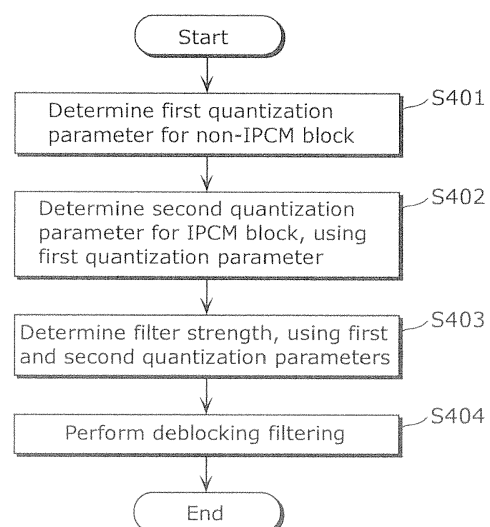 Start
Determine first quantization
parameter for non-IPCM block
S401
Determine second quantization
parameter for IPCM block, using
first quantization parameter
S402
Determine filter strength, using first
and second quantization parameters
S403
Perform deblocking filtering
S404
End